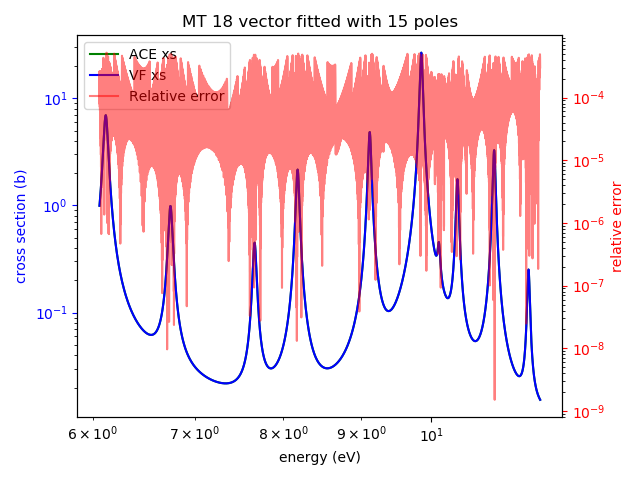 MT 18 vector fitted with 15 poles
ACE xs
VF xs
Relative error
10¹
10⁰
10⁻¹
cross section (b)
10⁻⁴
10⁻⁵
10⁻⁶
10⁻⁷
10⁻⁸
10⁻⁹
relative error
6 × 10⁰ 7 × 10⁰ 8 × 10⁰ 9 × 10⁰ 10¹
energy (eV)